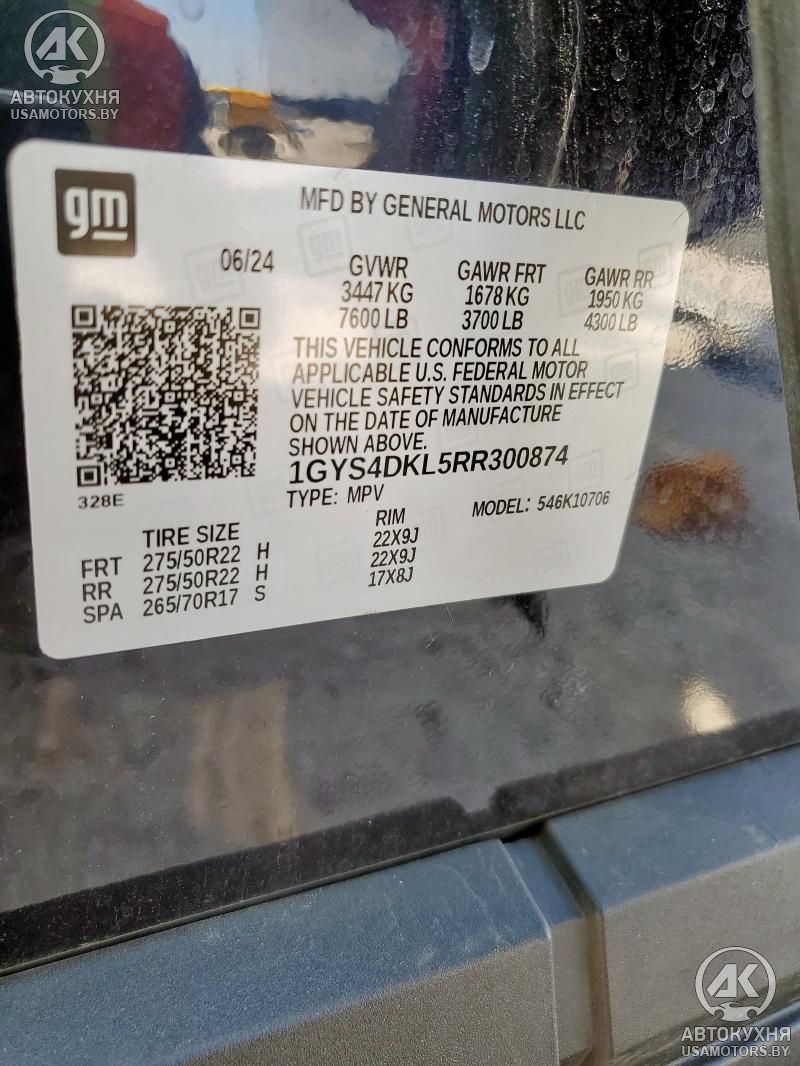 АК
АВТОКУХНЯ
USAMOTORS.BY
gm
MFD BY GENERAL MOTORS LLC
06/24
GVWR GAWR FRT GAWR RR
3447 KG 1678 KG 1950 KG
7600 LB 3700 LB 4300 LB
THIS VEHICLE CONFORMS TO ALL
APPLICABLE U.S. FEDERAL MOTOR
VEHICLE SAFETY STANDARDS IN EFFECT
ON THE DATE OF MANUFACTURE
SHOWN ABOVE.
1GYS4DKL5RR300874
328E
TYPE: MPV MODEL: 546K10706
TIRE SIZE RIM
FRT 275/50R22 H 22X9J
RR 275/50R22 H 22X9J
SPA 265/70R17 S 17X8J
АК
АВТОКУХНЯ
USAMOTORS.BY